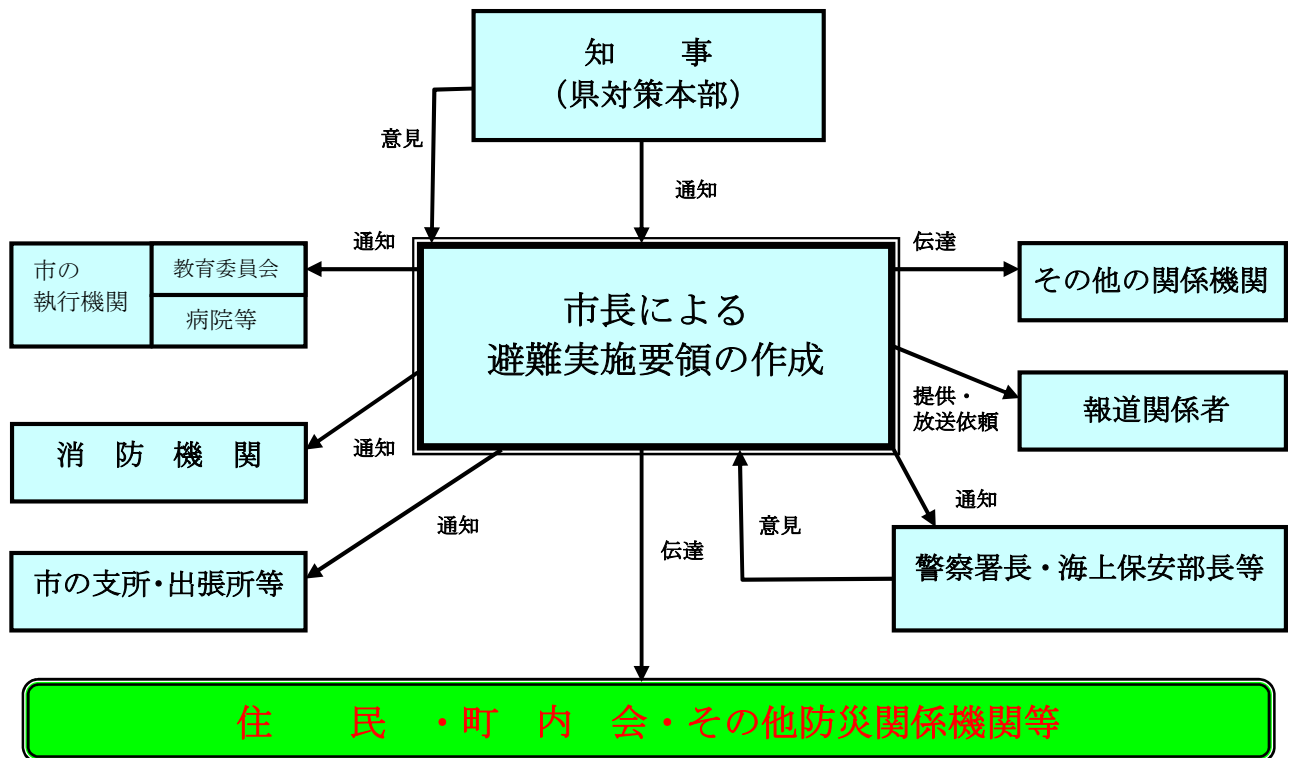 知　　事
（県対策本部）
意見
通知
通知
伝達
市の
執行機関
教育委員会
病院等
市長による
避難実施要領の作成
その他の関係機関
提供・
放送依頼
報道関係者
消　防　機　関
通知
通知
伝達
意見
通知
市の支所・出張所等
警察署長・海上保安部長等
住　　民　・町　内　会・その他防災関係機関等